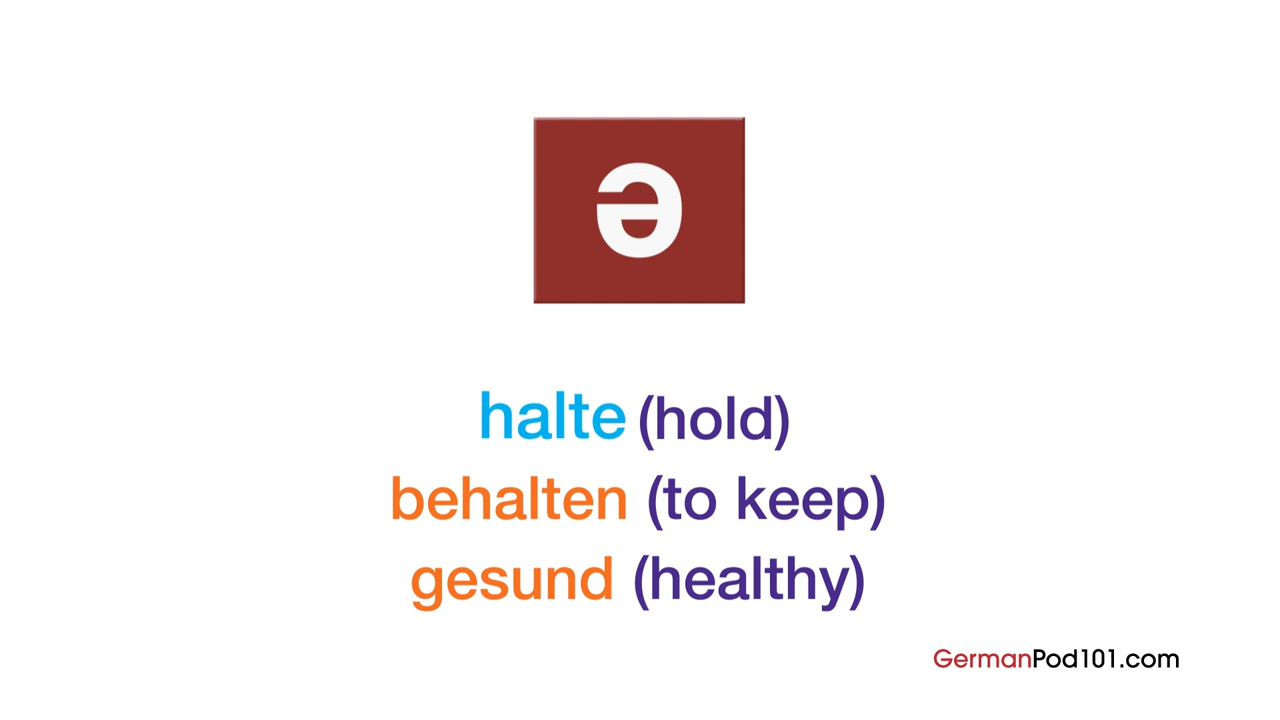 ə
halte (hold)
behalten (to keep)
gesund (healthy)
GermanPod101.com